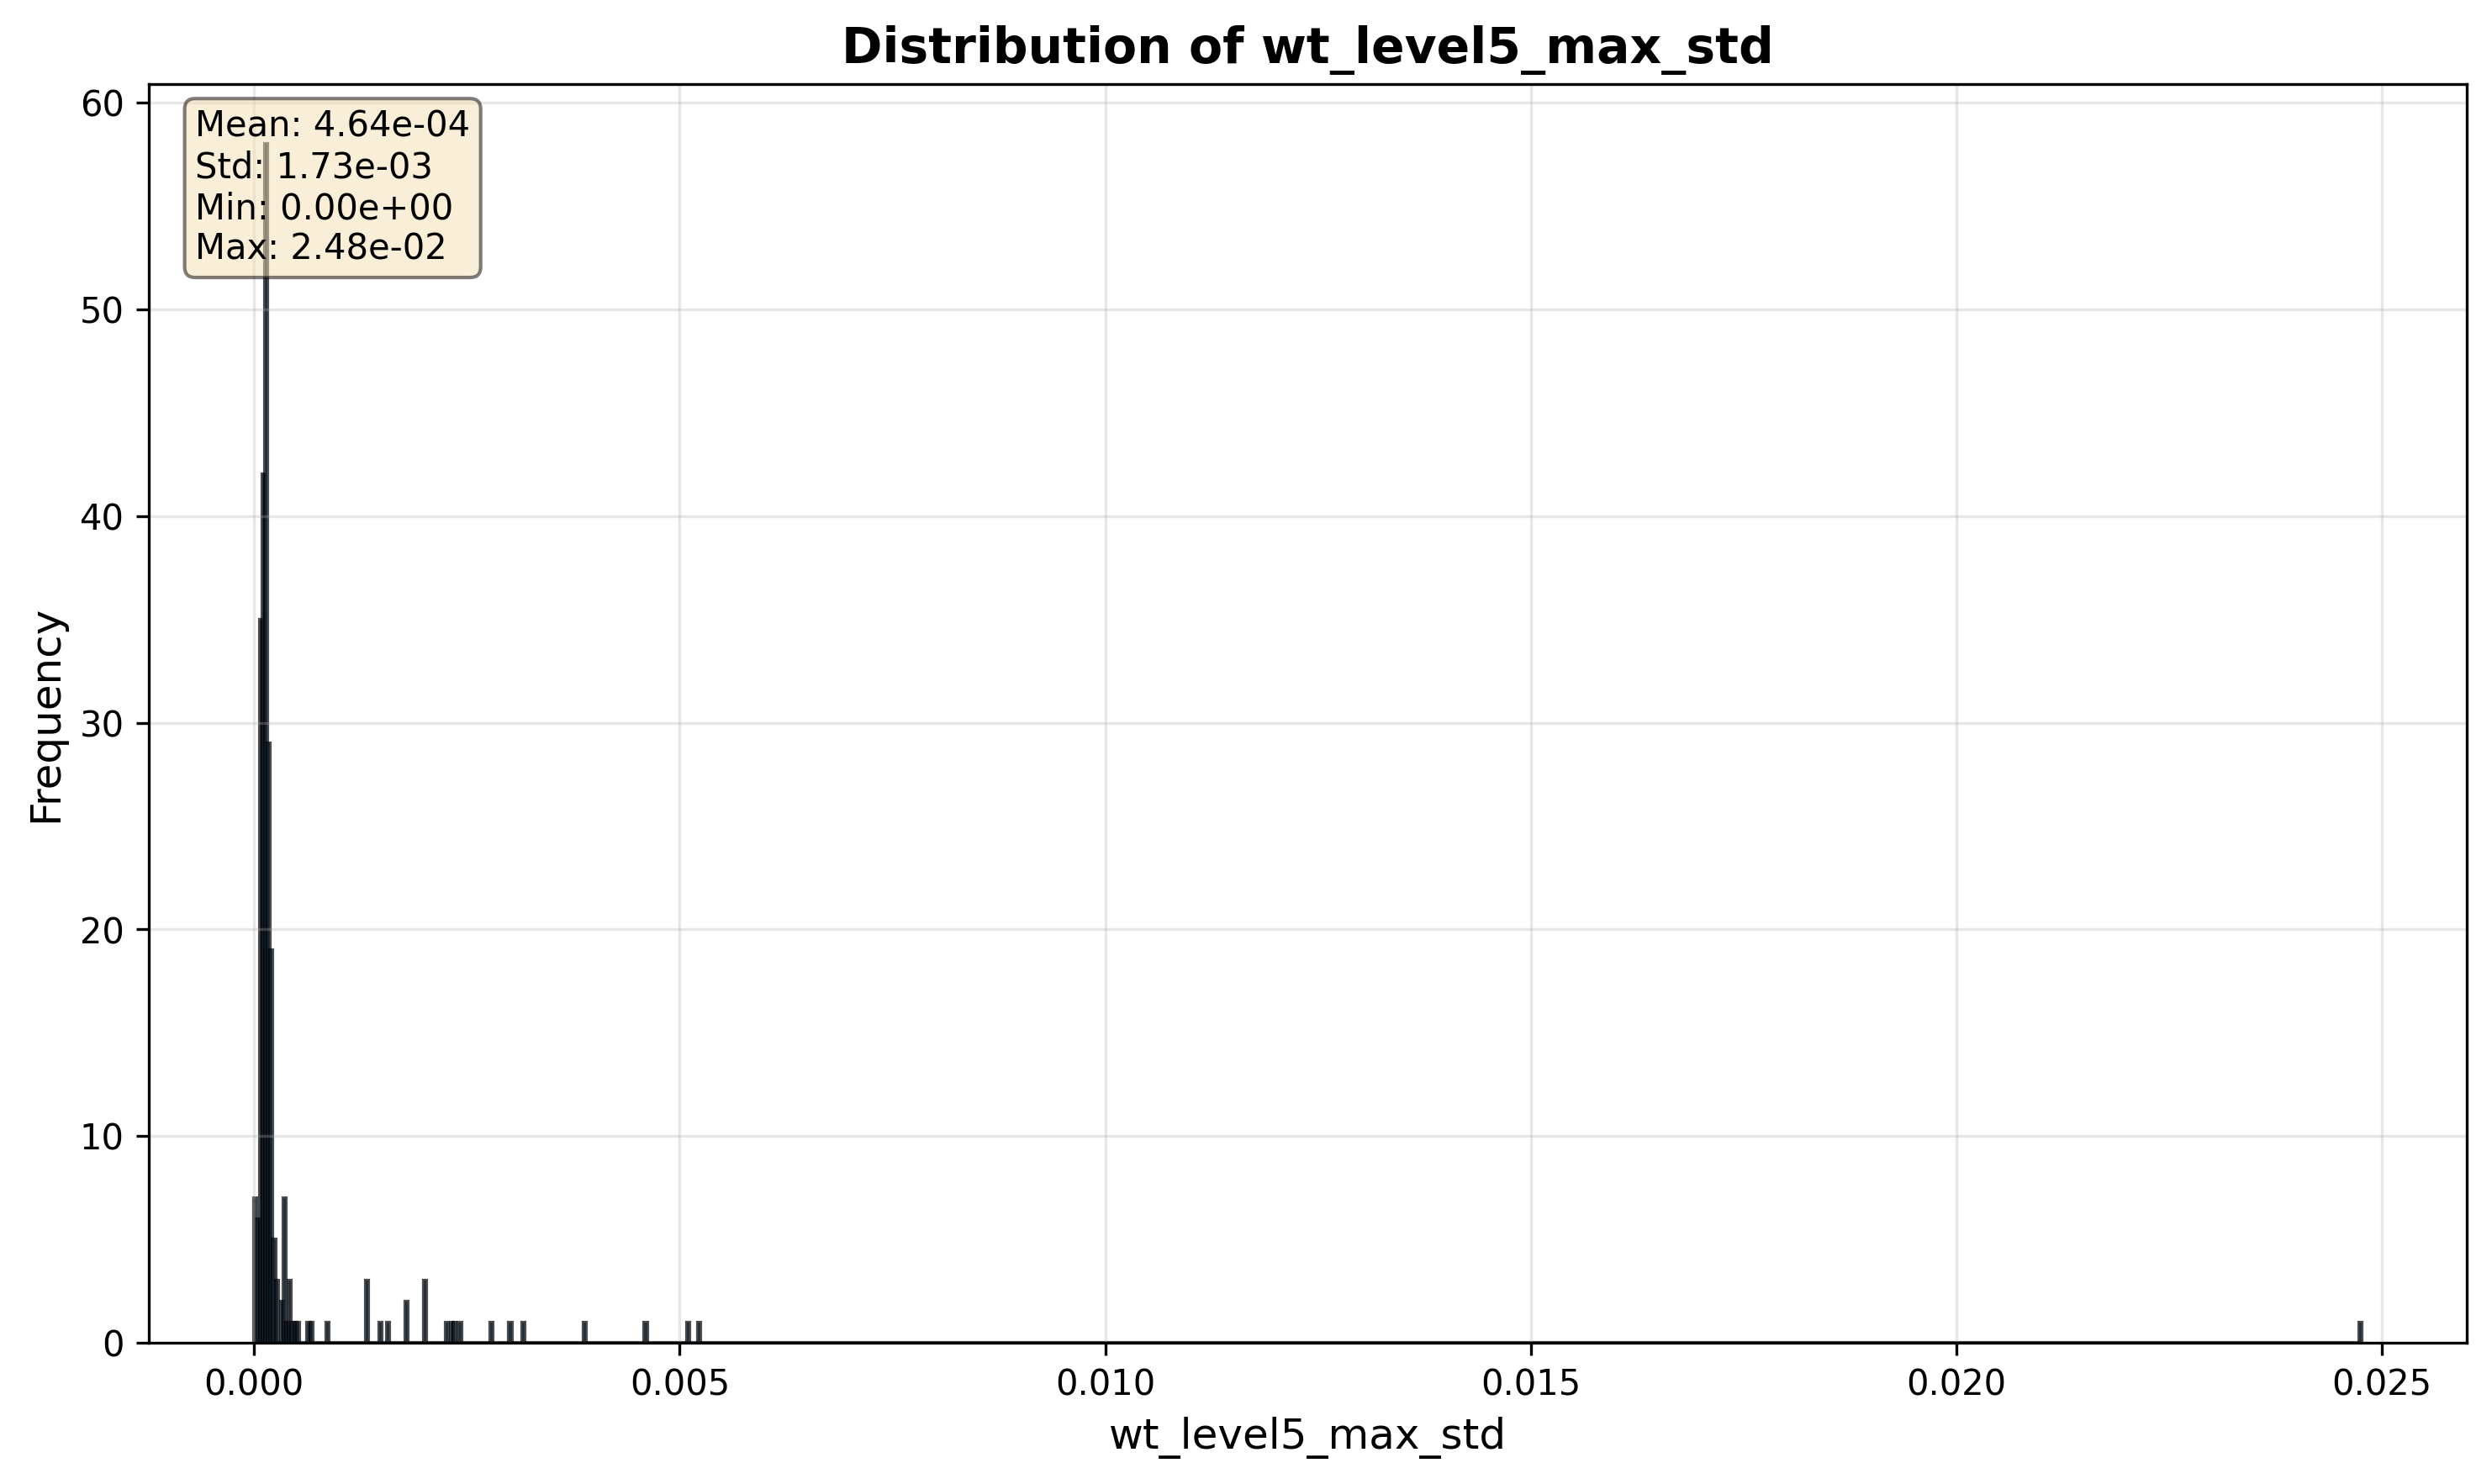 Distribution of wt_level5_max_std
60
50
40
30
20
10
0
Frequency
Mean: 4.64e-04
Std: 1.73e-03
Min: 0.00e+00
Max: 2.48e-02
0.000 0.005 0.010 0.015 0.020 0.025
wt_level5_max_std